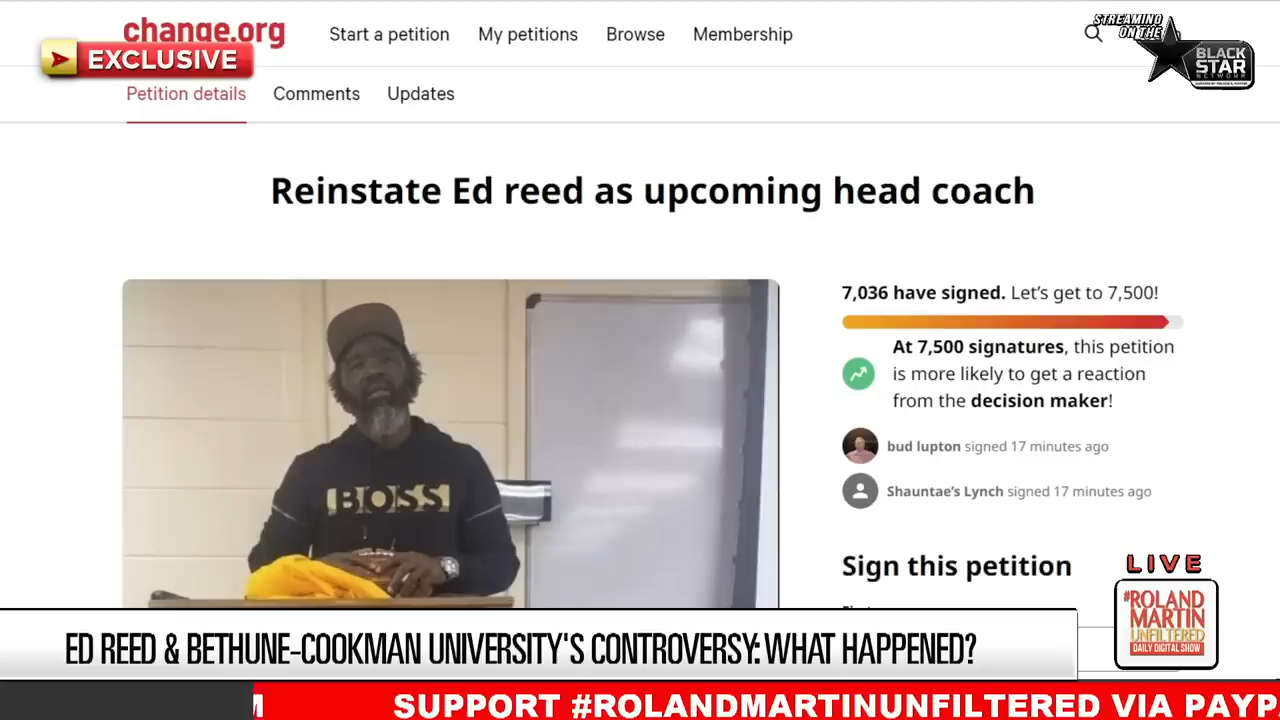 change.org
Start a petition
My petitions
Browse
Membership
STREAMING
ON THE
BLACK
STAR
NETWORK
EXCLUSIVE
Petition details
Comments
Updates
Reinstate Ed reed as upcoming head coach
BOSS
7,036 have signed. Let's get to 7,500!
At 7,500 signatures, this petition
is more likely to get a reaction
from the decision maker!
bud lupton signed 17 minutes ago
Shauntae's Lynch signed 17 minutes ago
Sign this petition
LIVE
#ROLAND
MARTIN
UNFILTERED
DAILY DIGITAL SHOW
ED REED & BETHUNE-COOKMAN UNIVERSITY'S CONTROVERSY: WHAT HAPPENED?
M SUPPORT #ROLANDMARTINUNFILTERED VIA PAYP